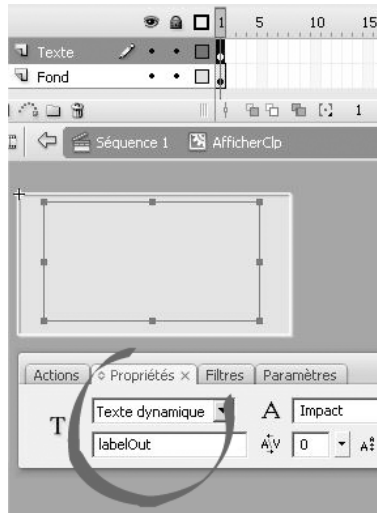 1 5 10 15
Texte
Fond
1
Séquence 1 AfficherClp
Actions Propriétés × Filtres Paramètres
T Texte dynamique A Impact
labelOut A|V 0 A